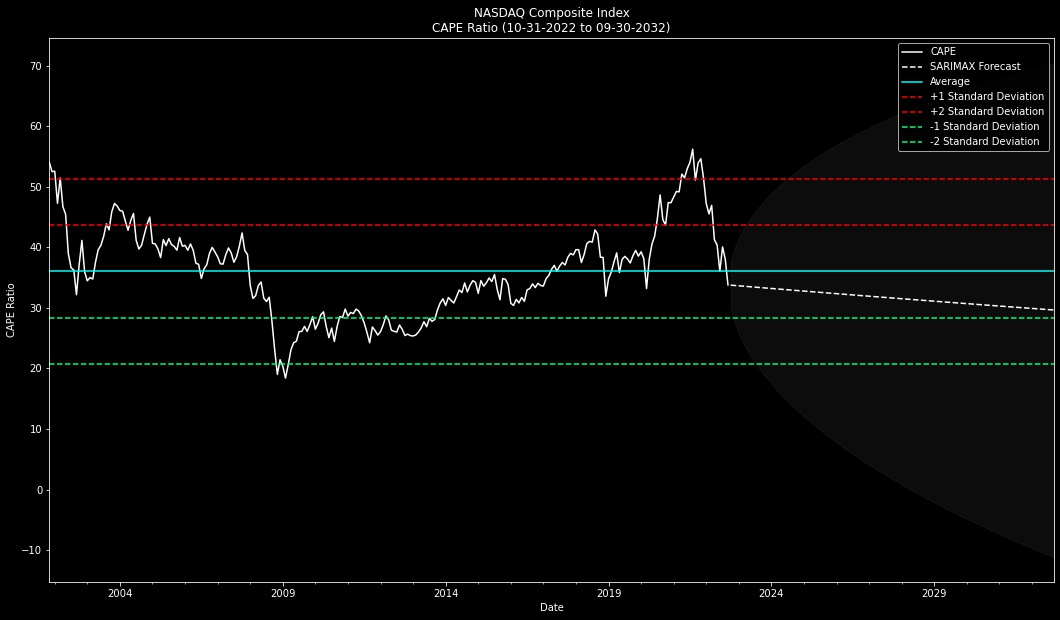 NASDAQ Composite Index
CAPE Ratio (10-31-2022 to 09-30-2032)
CAPE
SARIMAX Forecast
Average
+1 Standard Deviation
+2 Standard Deviation
-1 Standard Deviation
-2 Standard Deviation
70
60
50
40
30
20
10
0
−10
CAPE Ratio
2004
2009
2014
2019
2024
2029
Date